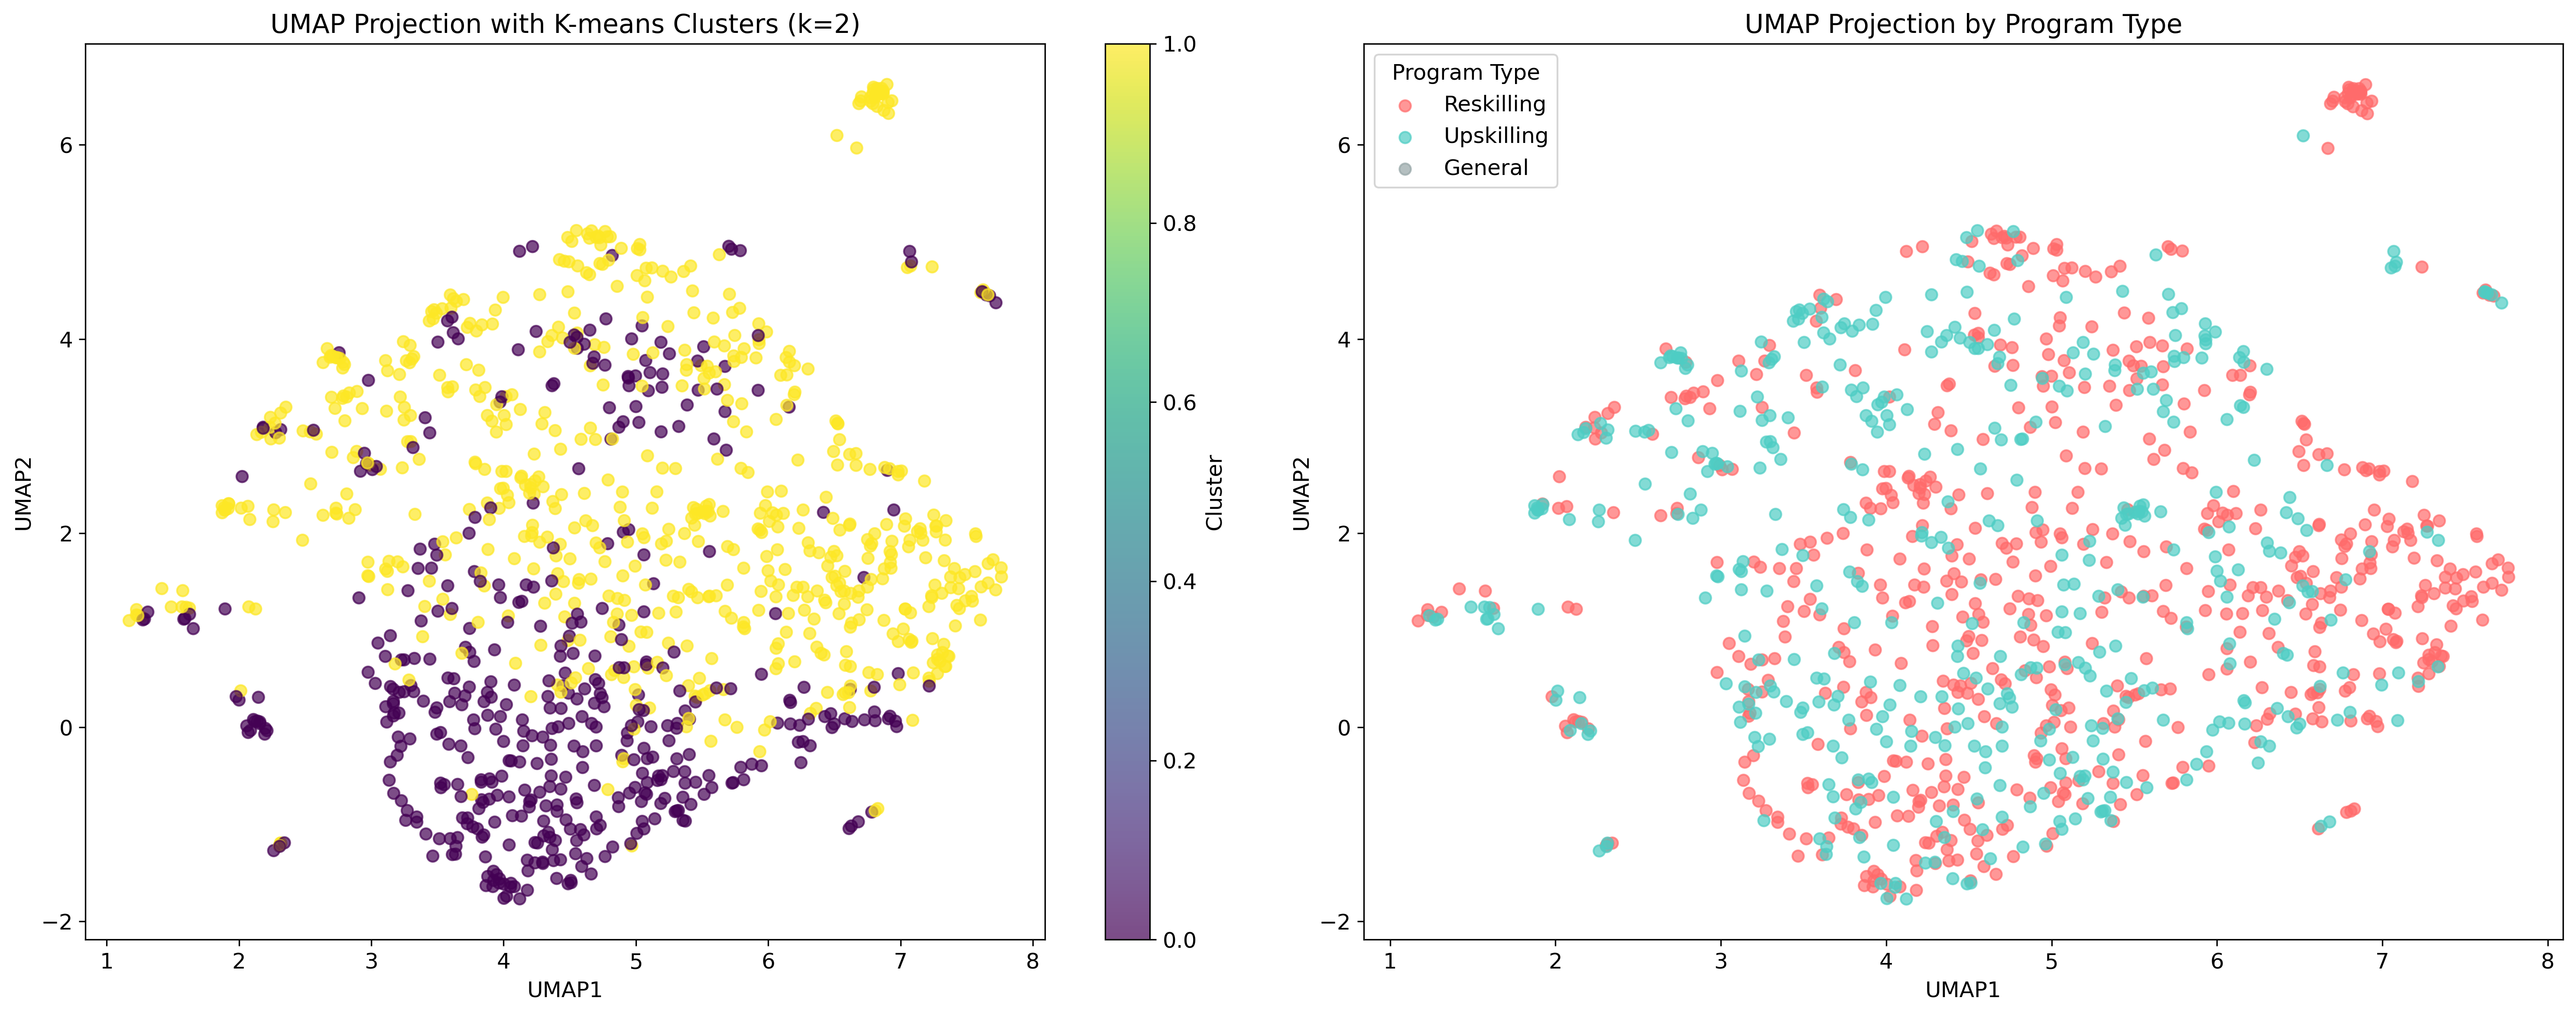 UMAP Projection with K-means Clusters (k=2)
6
4
2
0
−2
UMAP2
1 2 3 4 5 6 7 8
UMAP1
1.0
0.8
0.6
0.4
0.2
0.0
Cluster
UMAP Projection by Program Type
Program Type
Reskilling
Upskilling
General
6
4
2
0
−2
UMAP2
1 2 3 4 5 6 7 8
UMAP1